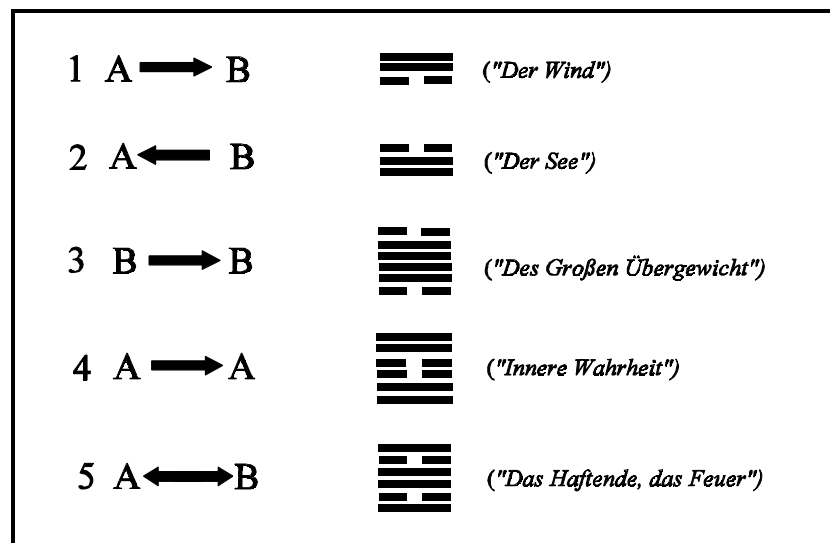 1 A → B ("Der Wind")
2 A ← B ("Der See")
3 B → B ("Des Großen Übergewicht")
4 A → A ("Innere Wahrheit")
5 A ↔ B ("Das Haftende, das Feuer")